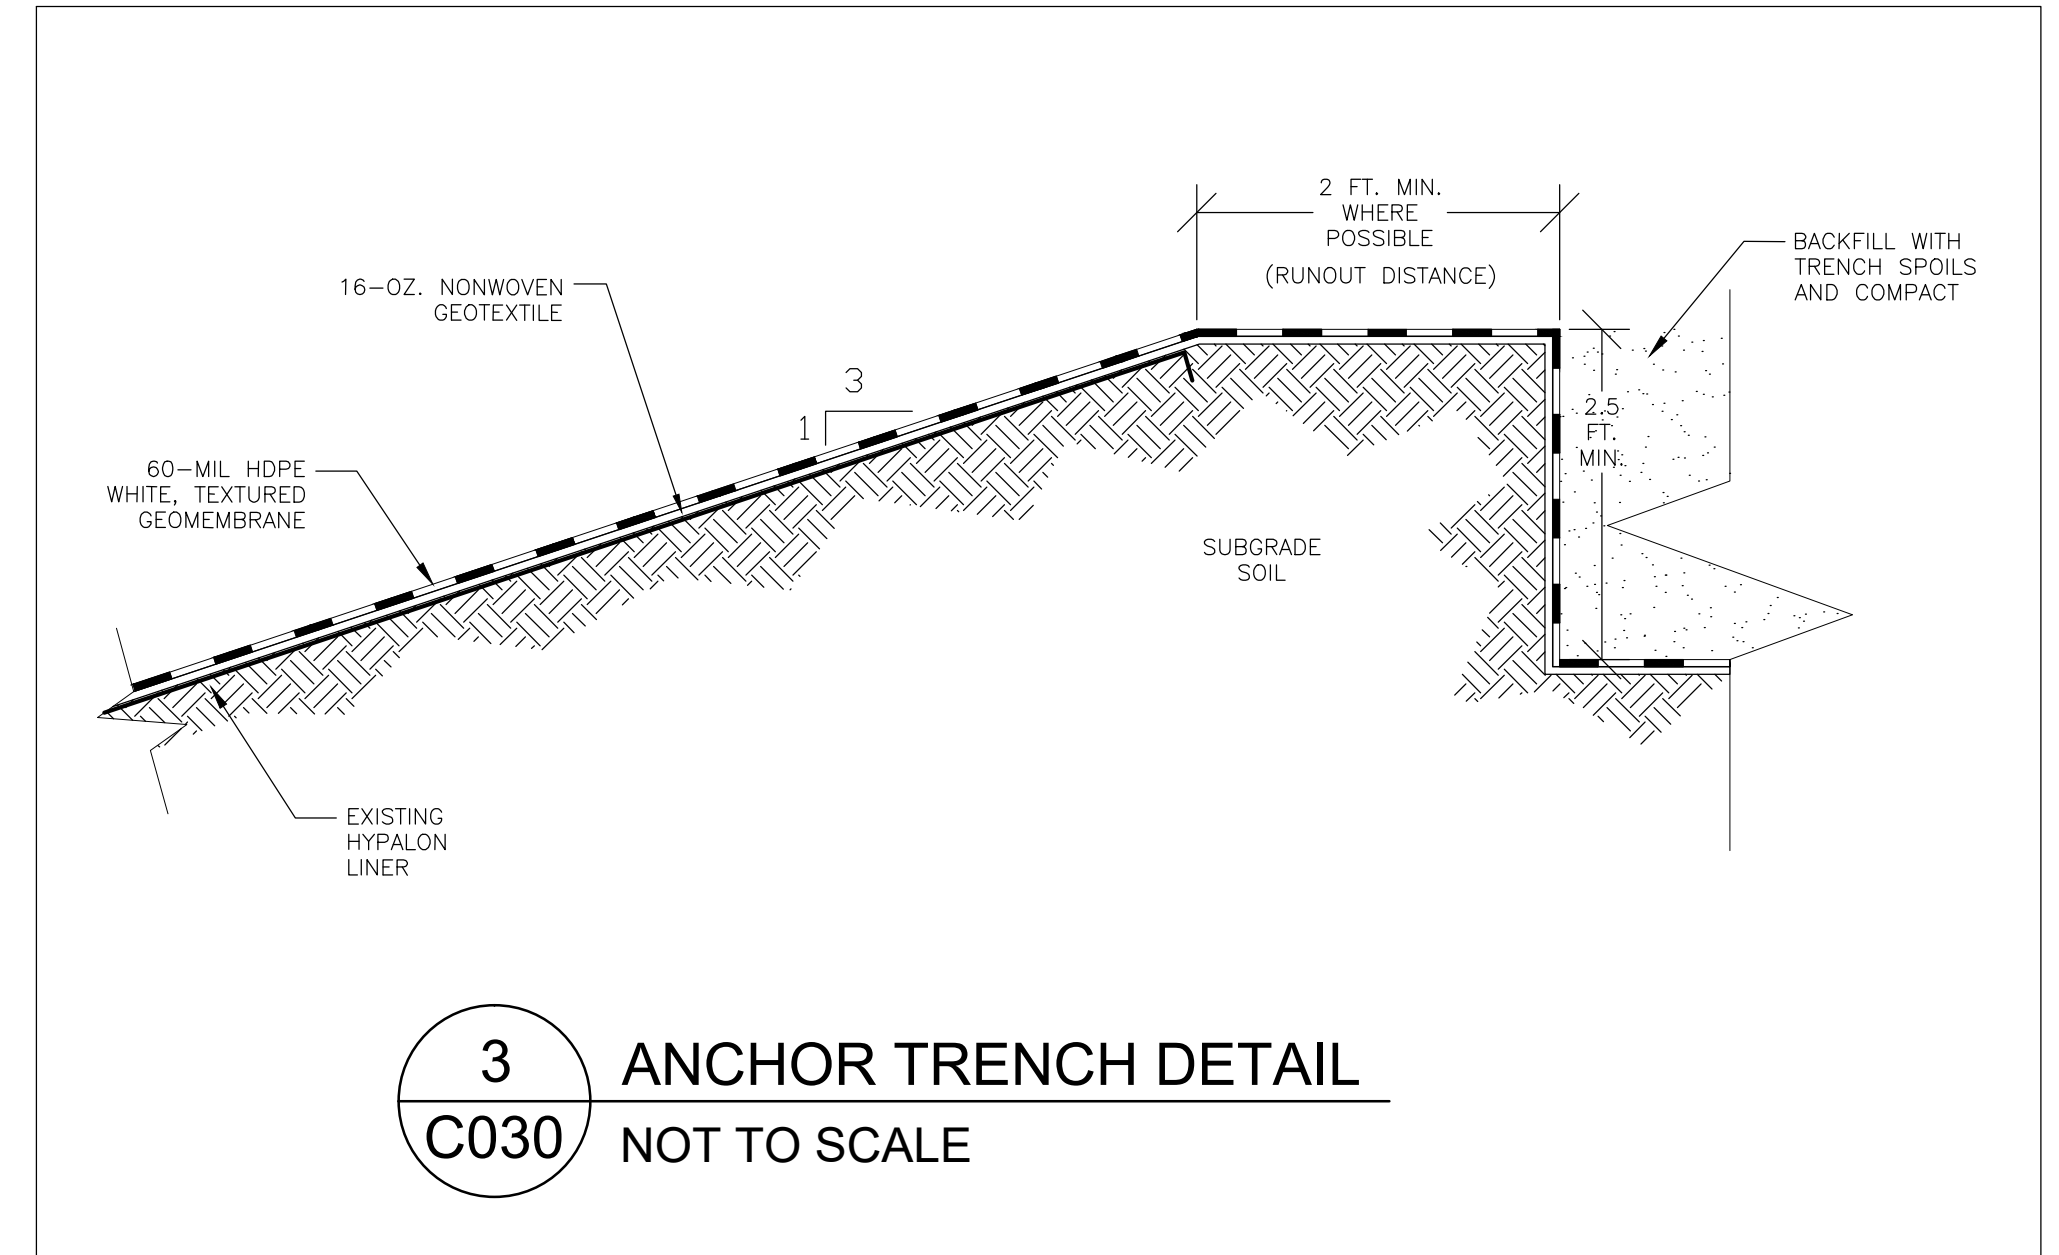 2 FT. MIN.
WHERE
POSSIBLE
(RUNOUT DISTANCE)
BACKFILL WITH
TRENCH SPOILS
AND COMPACT
16-OZ. NONWOVEN
GEOTEXTILE
3
1
2.5
FT.
MIN.
60-MIL HDPE
WHITE, TEXTURED
GEOMEMBRANE
SUBGRADE
SOIL
EXISTING
HYPALON
LINER
3
C030
ANCHOR TRENCH DETAIL
NOT TO SCALE